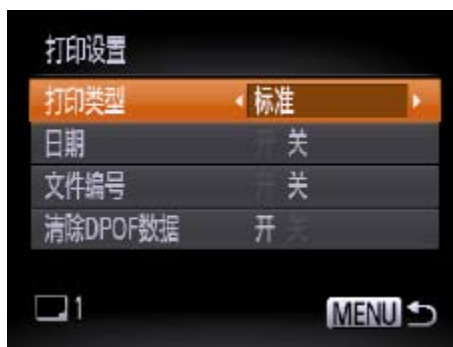 打印设置
打印类型 标准
日期 开 关
文件编号 开 关
清除DPOF数据 开 关
1 MENU